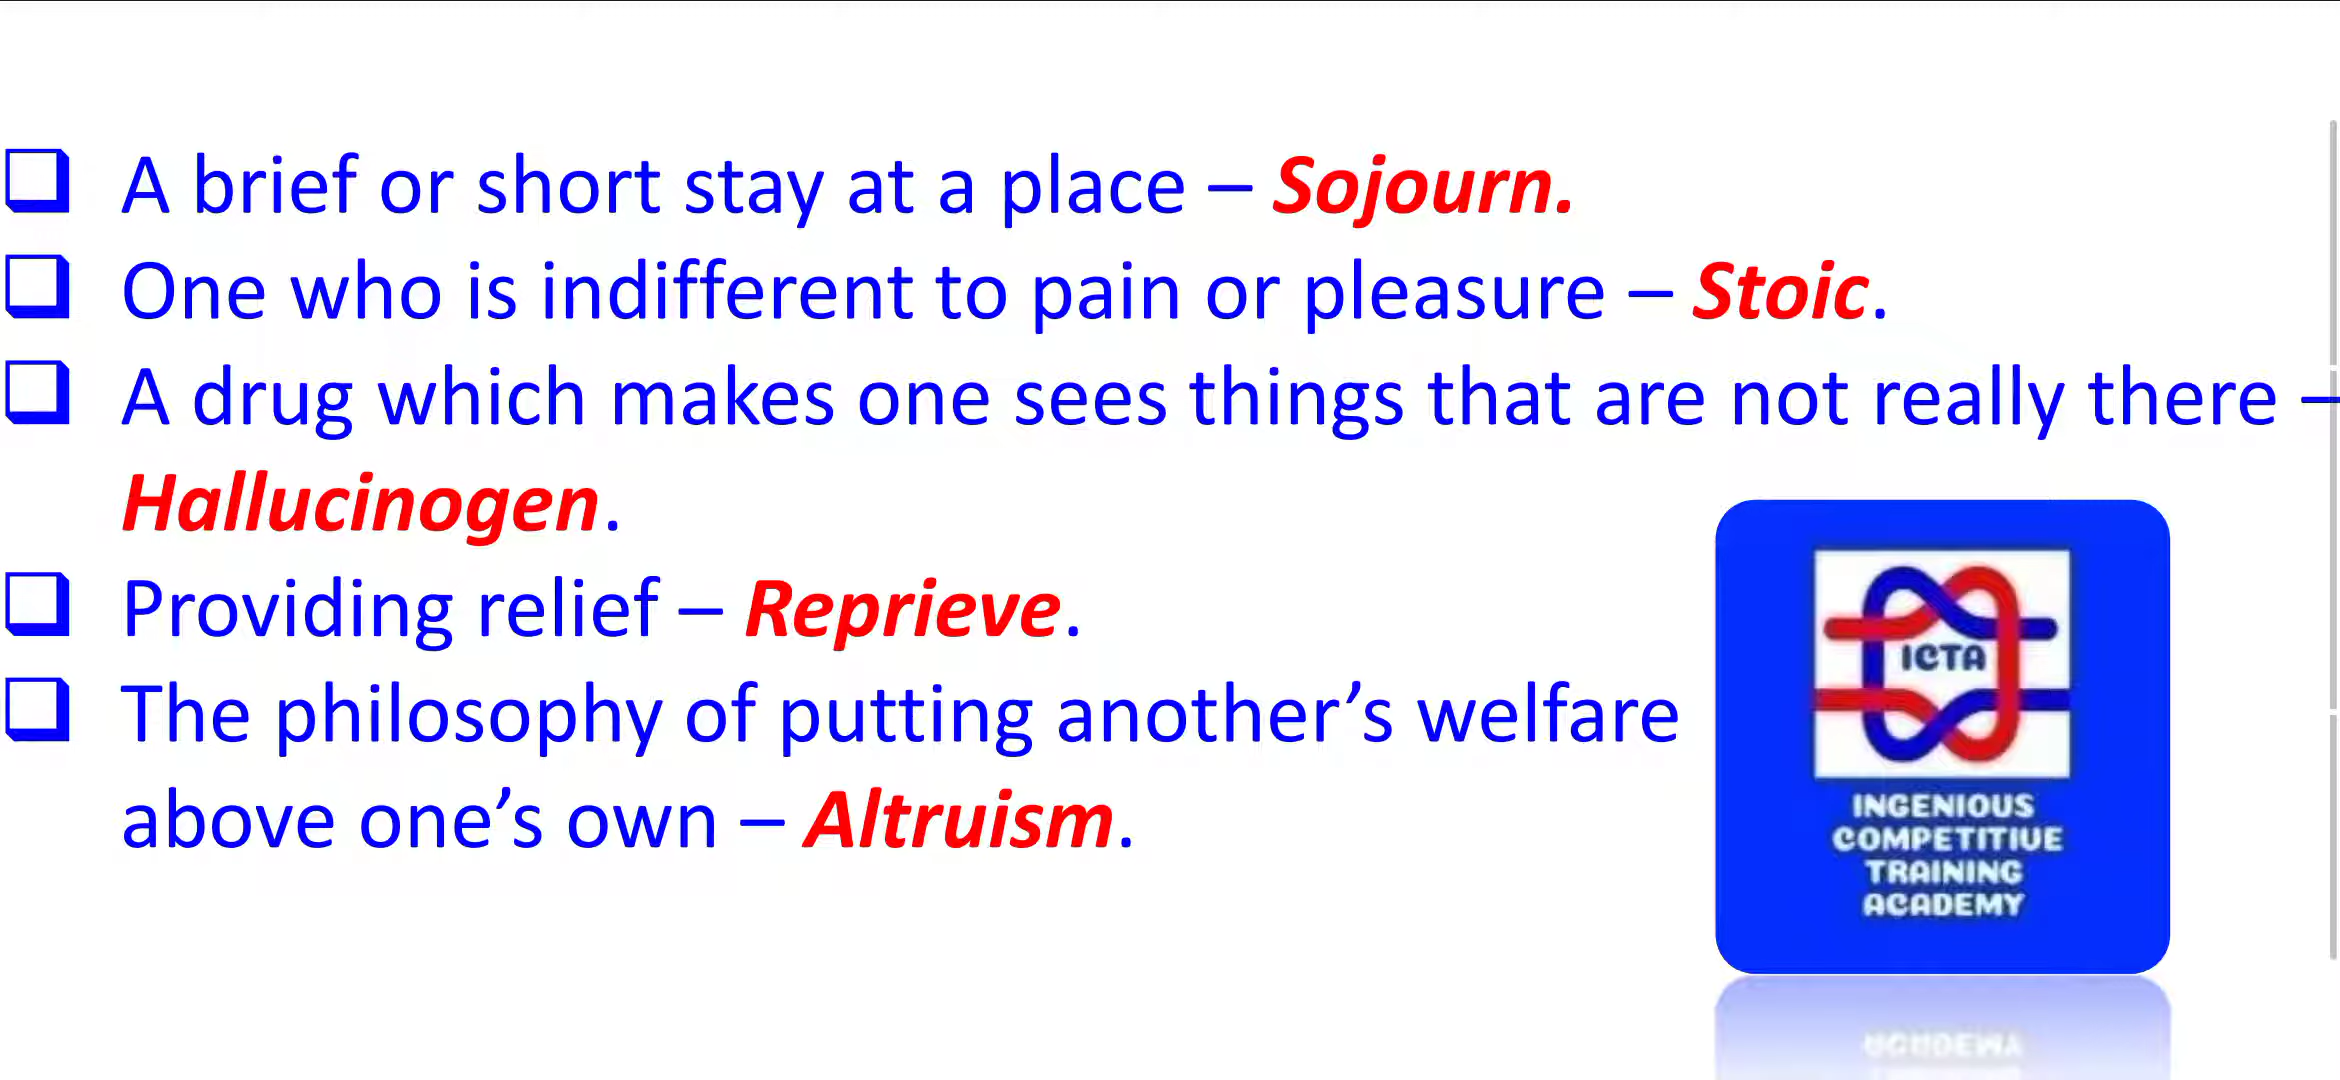 A brief or short stay at a place – Sojourn.
One who is indifferent to pain or pleasure – Stoic.
A drug which makes one sees things that are not really there –
Hallucinogen.
Providing relief – Reprieve.
The philosophy of putting another’s welfare
above one’s own – Altruism.
ICTA
INGENIOUS
COMPETITIVE
TRAINING
ACADEMY